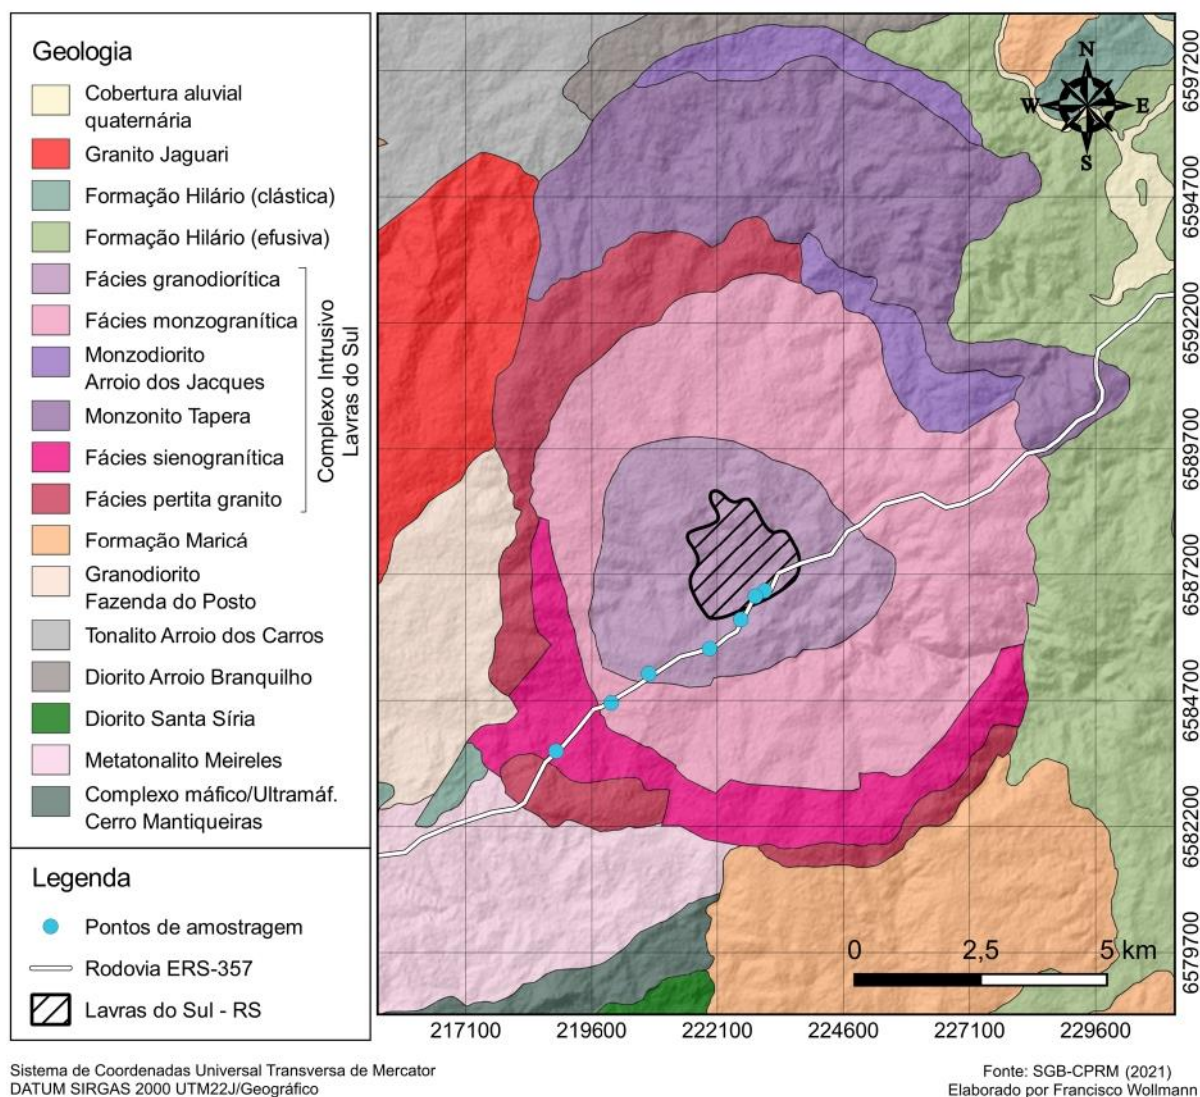 Geologia
Cobertura aluvial
quaternária
Granito Jaguari
Formação Hilário (clástica)
Formação Hilário (efusiva)
Fácies granodiorítica
Fácies monzogranítica
Monzodiorito
Arroio dos Jacques
Monzonito Tapera
Fácies sienogranítica
Fácies pertita granito
Complexo Intrusivo
Lavras do Sul
Formação Maricá
Granodiorito
Fazenda do Posto
Tonalito Arroio dos Carros
Diorito Arroio Branquilho
Diorito Santa Síria
Metatonalito Meireles
Complexo máfico/Ultramáf.
Cerro Mantiqueiras
Legenda
Pontos de amostragem
Rodovia ERS-357
Lavras do Sul - RS
N
W
E
S
6597200
6594700
6592200
6589700
6587200
6584700
6582200
6579700
0 2,5 5 km
217100 219600 222100 224600 227100 229600
Sistema de Coordenadas Universal Transversa de Mercator
DATUM SIRGAS 2000 UTM22J/Geográfico
Fonte: SGB-CPRM (2021)
Elaborado por Francisco Wollmann